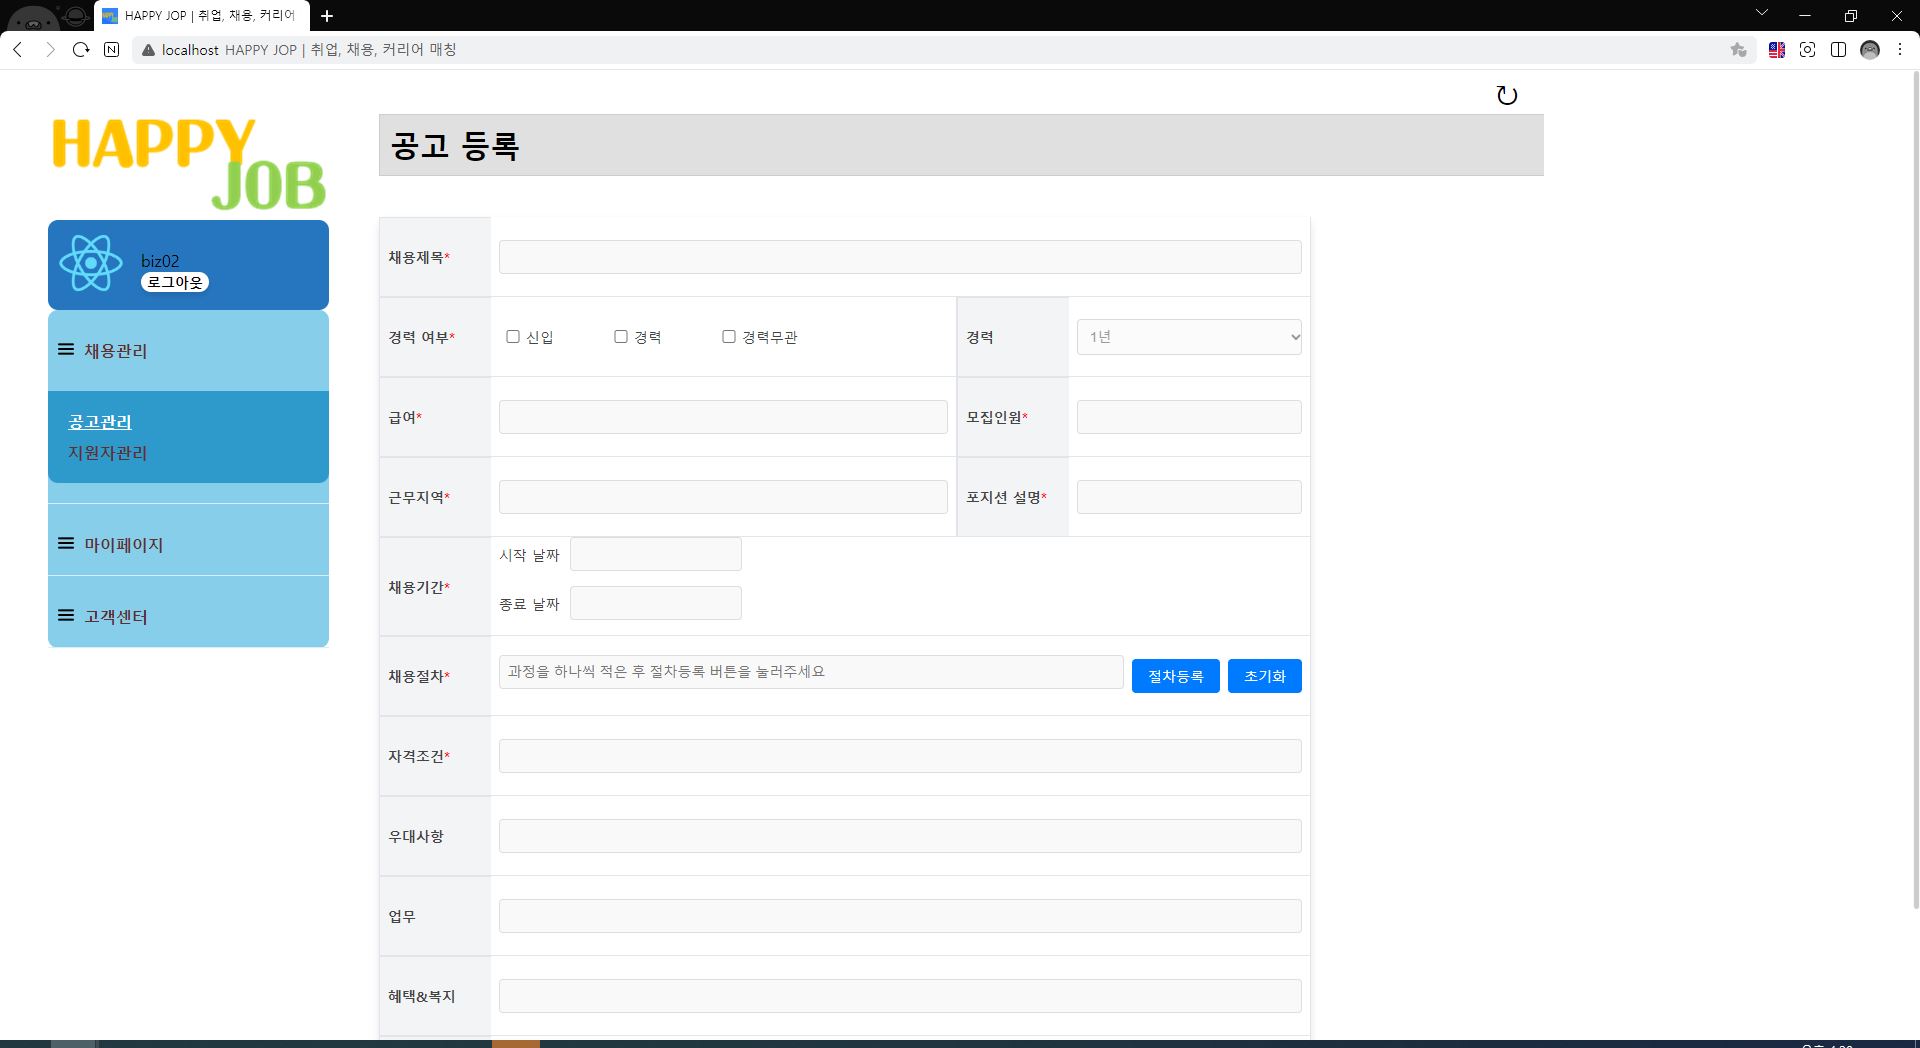 HAPPY JOP | 취업, 채용, 커리어
localhost HAPPY JOP | 취업, 채용, 커리어 매칭
HAPPY
JOB
biz02
로그아웃
채용관리
공고관리
지원자관리
마이페이지
고객센터
공고 등록
채용제목*
경력 여부* 신입 경력 경력무관 경력 1년
급여* 모집인원*
근무지역* 포지션 설명*
채용기간* 시작 날짜
종료 날짜
채용절차* 과정을 하나씩 적은 후 절차등록 버튼을 눌러주세요 절차등록 초기화
자격조건*
우대사항
업무
혜택&복지